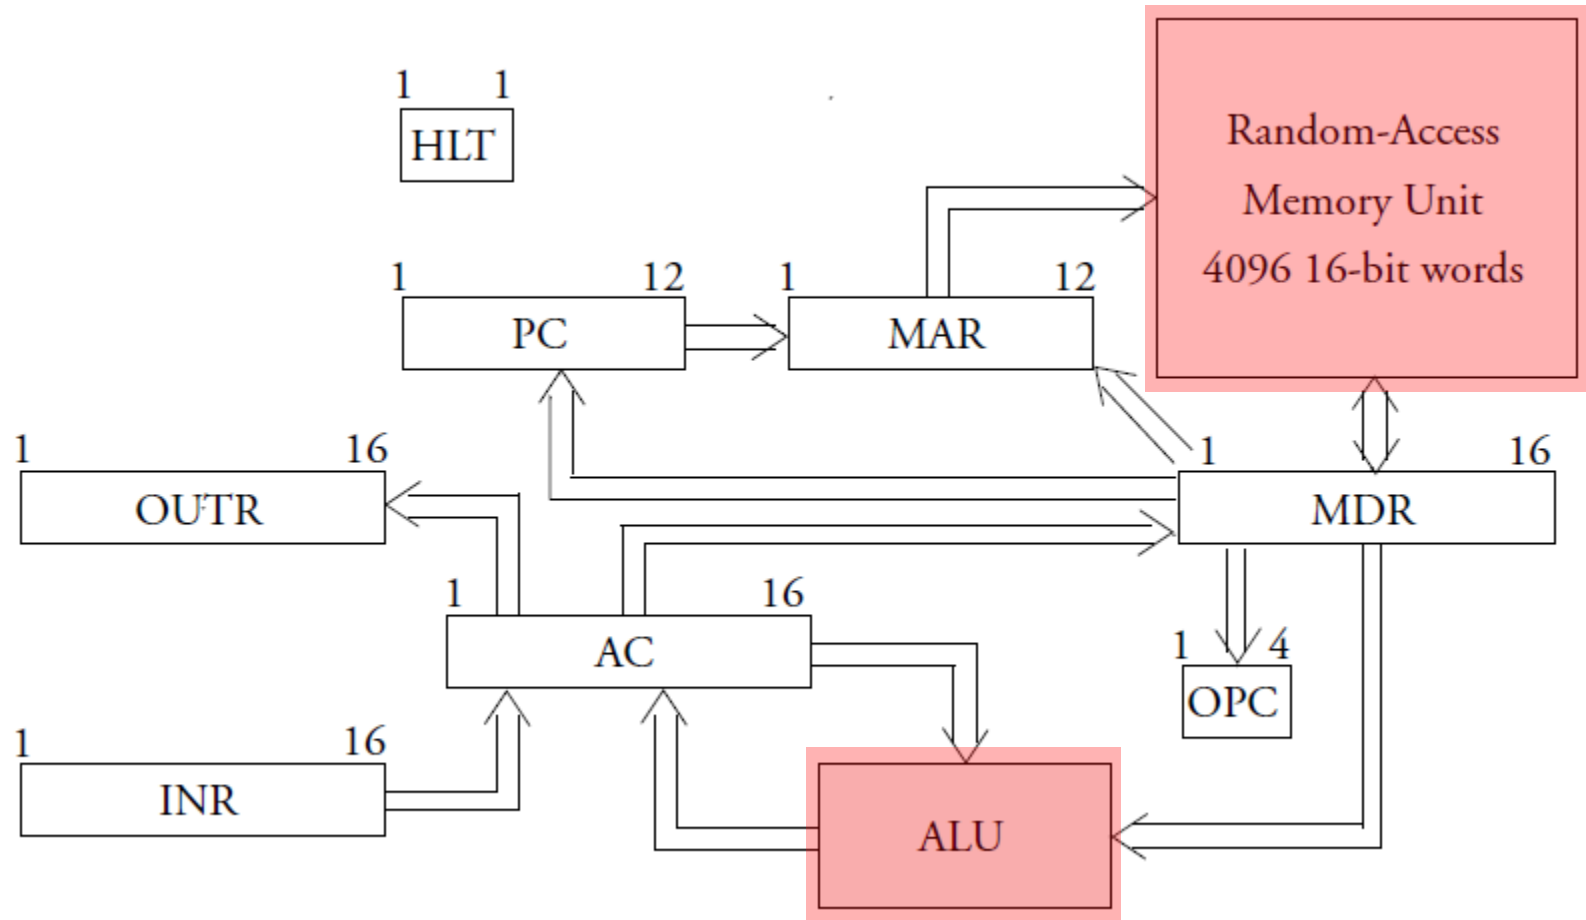 1 1
HLT
Random-Access
Memory Unit
4096 16-bit words
1 12
PC
1 12
MAR
1 16
OUTR
1 16
MDR
1 16
AC
1 4
OPC
1 16
INR
ALU